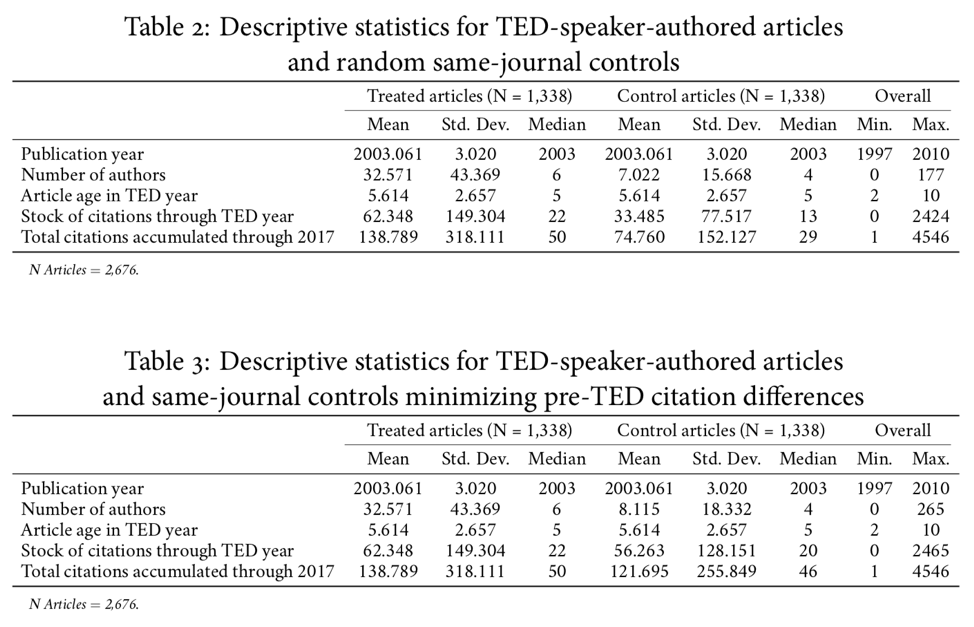 Table 2: Descriptive statistics for TED-speaker-authored articles
and random same-journal controls
Treated articles (N = 1,338) Control articles (N = 1,338) Overall
Mean Std. Dev. Median Mean Std. Dev. Median Min. Max.
Publication year 2003.061 3.020 2003 2003.061 3.020 2003 1997 2010
Number of authors 32.571 43.369 6 7.022 15.668 4 0 177
Article age in TED year 5.614 2.657 5 5.614 2.657 5 2 10
Stock of citations through TED year 62.348 149.304 22 33.485 77.517 13 0 2424
Total citations accumulated through 2017 138.789 318.111 50 74.760 152.127 29 1 4546
N Articles = 2,676.
Table 3: Descriptive statistics for TED-speaker-authored articles
and same-journal controls minimizing pre-TED citation differences
Treated articles (N = 1,338) Control articles (N = 1,338) Overall
Mean Std. Dev. Median Mean Std. Dev. Median Min. Max.
Publication year 2003.061 3.020 2003 2003.061 3.020 2003 1997 2010
Number of authors 32.571 43.369 6 8.115 18.332 4 0 265
Article age in TED year 5.614 2.657 5 5.614 2.657 5 2 10
Stock of citations through TED year 62.348 149.304 22 56.263 128.151 20 0 2465
Total citations accumulated through 2017 138.789 318.111 50 121.695 255.849 46 1 4546
N Articles = 2,676.